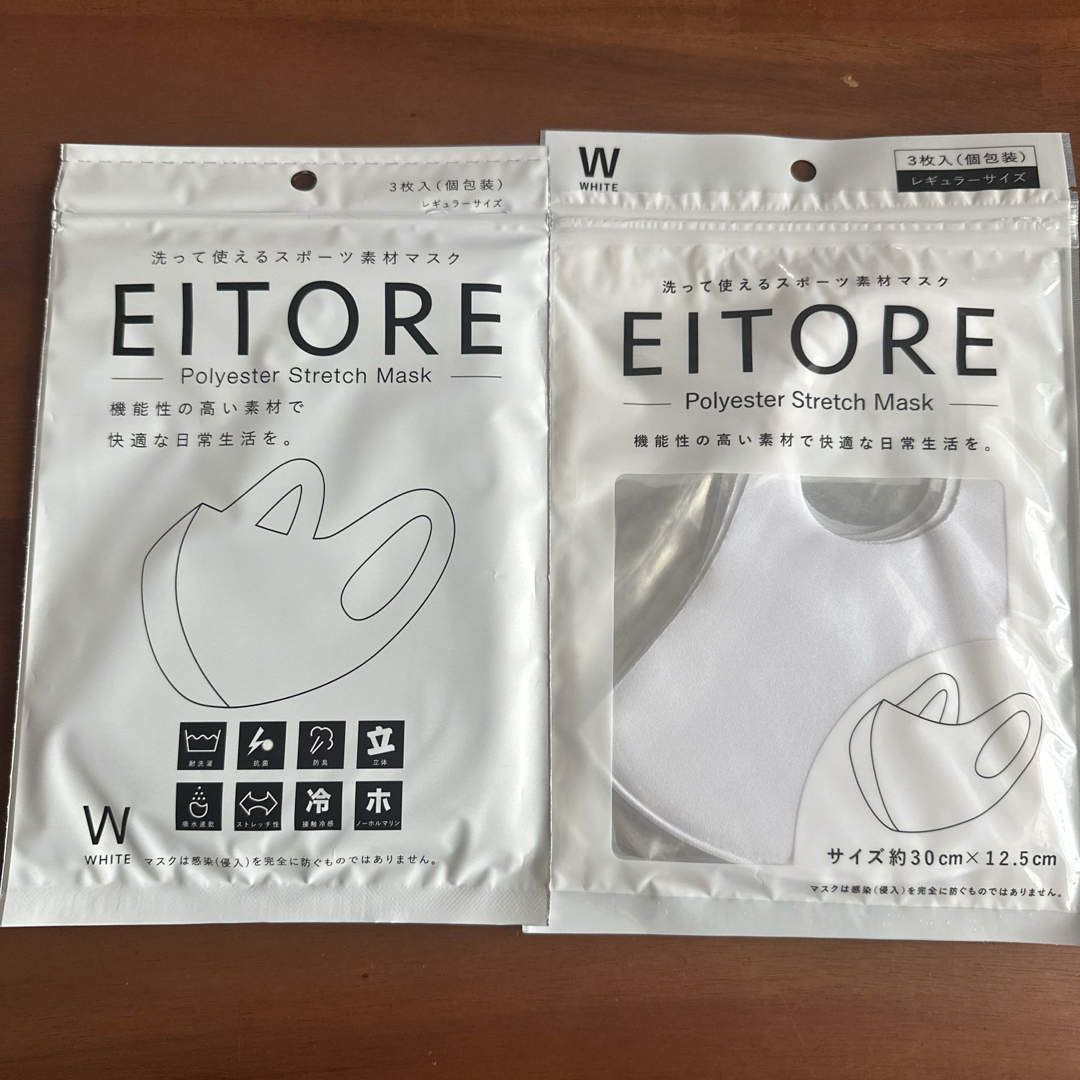 3枚入(個包装)
レギュラーサイズ
洗って使えるスポーツ素材マスク
EITORE
Polyester Stretch Mask
機能性の高い素材で
快適な日常生活を。
耐洗濯
抗菌
防臭
立
立体
吸水速乾
ストレッチ性
冷
接触冷感
ホ
ノーホルマリン
W
WHITE
マスクは感染(侵入)を完全に防ぐものではありません。
W
WHITE
3枚入(個包装)
レギュラーサイズ
洗って使えるスポーツ素材マスク
EITORE
Polyester Stretch Mask
機能性の高い素材で快適な日常生活を。
サイズ約30cm×12.5cm
マスクは感染(侵入)を完全に防ぐものではありません。